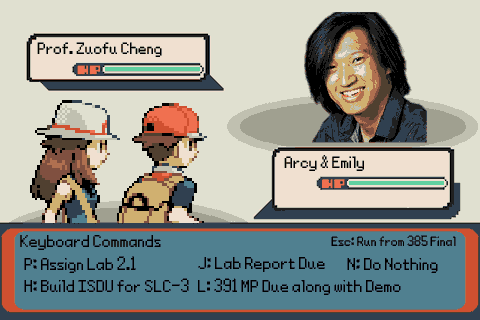 Prof. Zuofu Cheng
HP
Arcy & Emily
HP
Keyboard Commands
Esc: Run from 385 Final
P: Assign Lab 2.1
J: Lab Report Due
N: Do Nothing
H: Build ISDU for SLC-3
L: 391 MP Due along with Demo